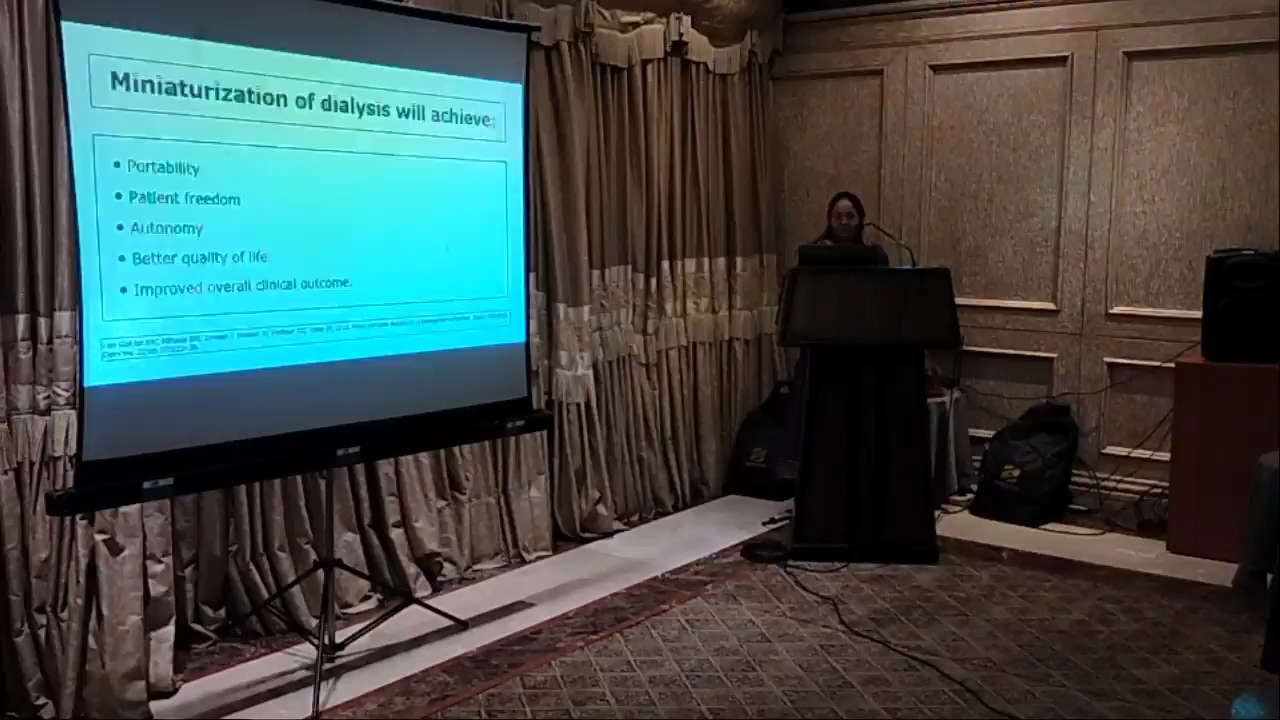 Miniaturization of dialysis will achieve:
• Portability
• Patient freedom
• Autonomy
• Better quality of life
• Improved overall clinical outcome.